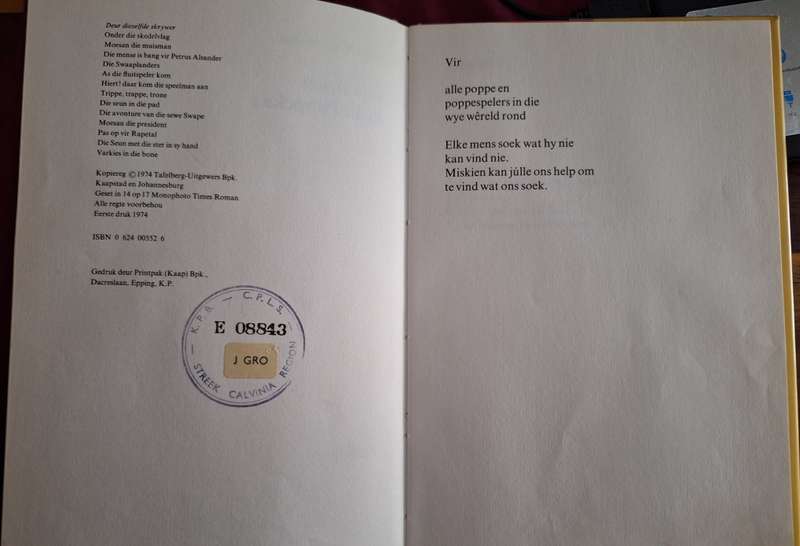 Deur dieselfde skrywer
Onder die skedelvlag
Moesan die muisman
Die mense is bang vir Petrus Alsander
Die Swaaplanders
As die fluitspeler kom
Hiert! daar kom die speelman aan
Trippe, trappe, trone
Die seun in die pad
Die avonture van die sewe Swape
Moesan die president
Pas op vir Rapetal
Die Seun met die ster in sy hand
Varkies in die bone
Kopiereg © 1974 Tafelberg-Uitgewers Bpk.
Kaapstad en Johannesburg
Geset in 14 op 17 Monophoto Times Roman
Alle regte voorbehou
Eerste druk 1974
ISBN 0 624 00552 6
Gedruk deur Printpak (Kaap) Bpk.,
Dacreslaan, Epping, K.P.
— K.P.B. — C.P.L.S.
E 08843
J GRO
STREEK CALVINIA REGION
Vir
alle poppe en
poppespelers in die
wye wêreld rond
Elke mens soek wat hy nie
kan vind nie.
Miskien kan júlle ons help om
te vind wat ons soek.